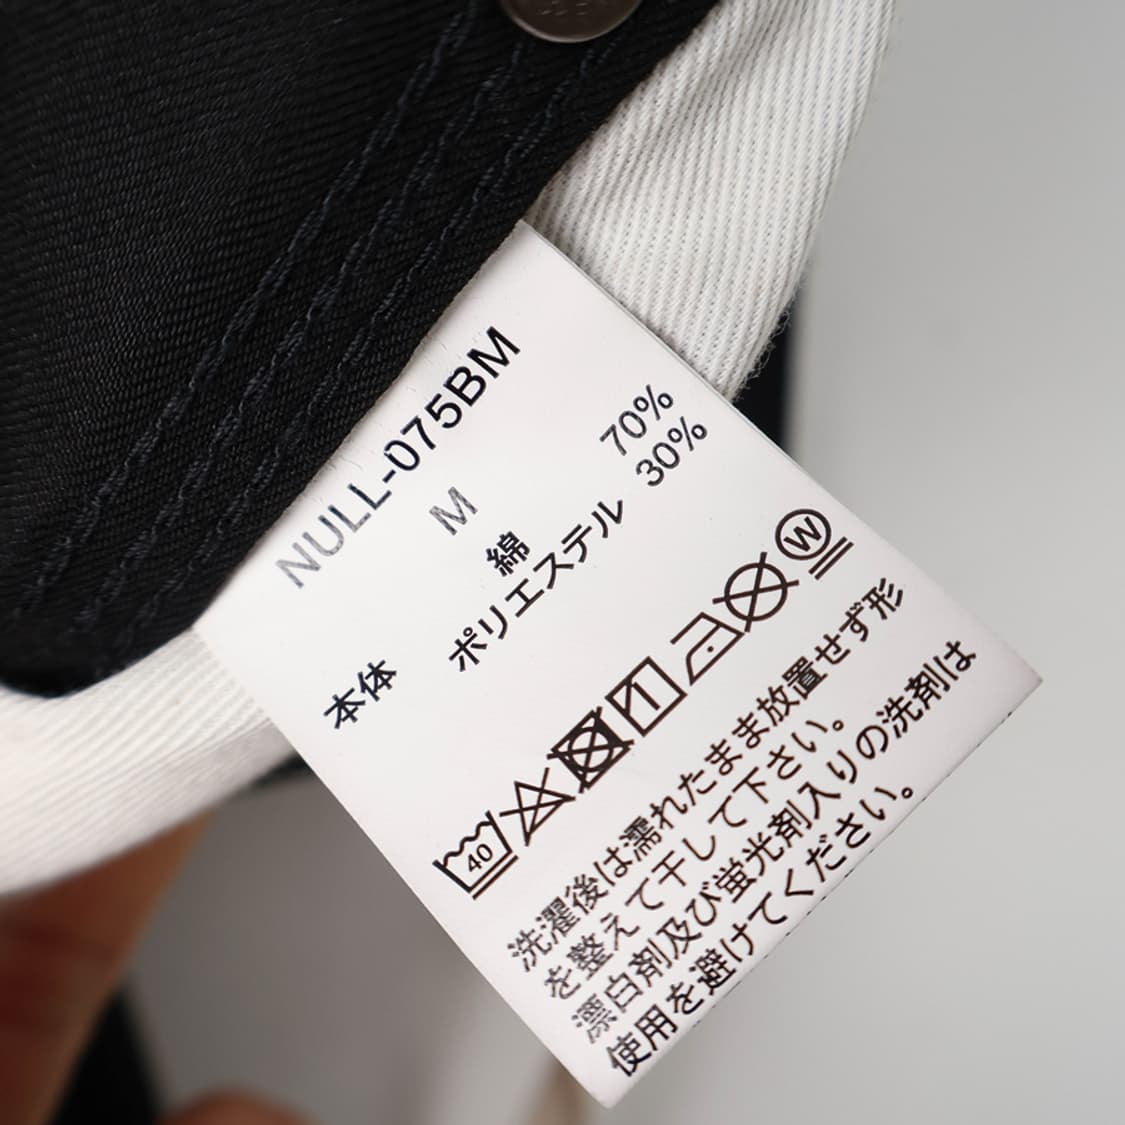 NULL-075BM
M
本体 綿 70%
ポリエステル 30%
40
W
洗濯後は濡れたまま放置せず形
を整えて干して下さい。
漂白剤及び蛍光剤入りの洗剤は
使用を避けてください。